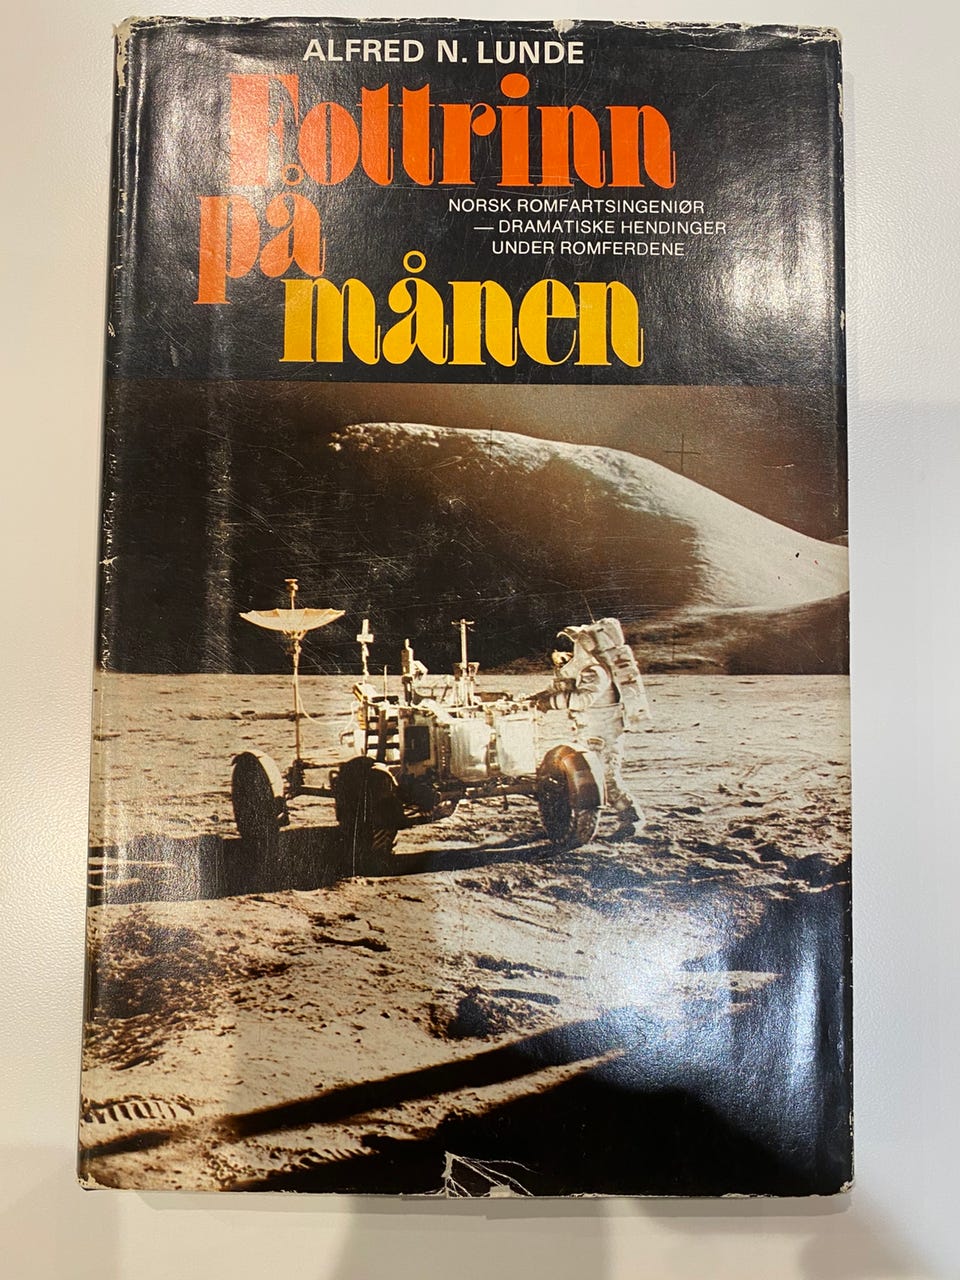 ALFRED N. LUNDE
Fottrinn
på
NORSK ROMFARTSINGENIØR
— DRAMATISKE HENDINGER
UNDER ROMFERDENE
månen